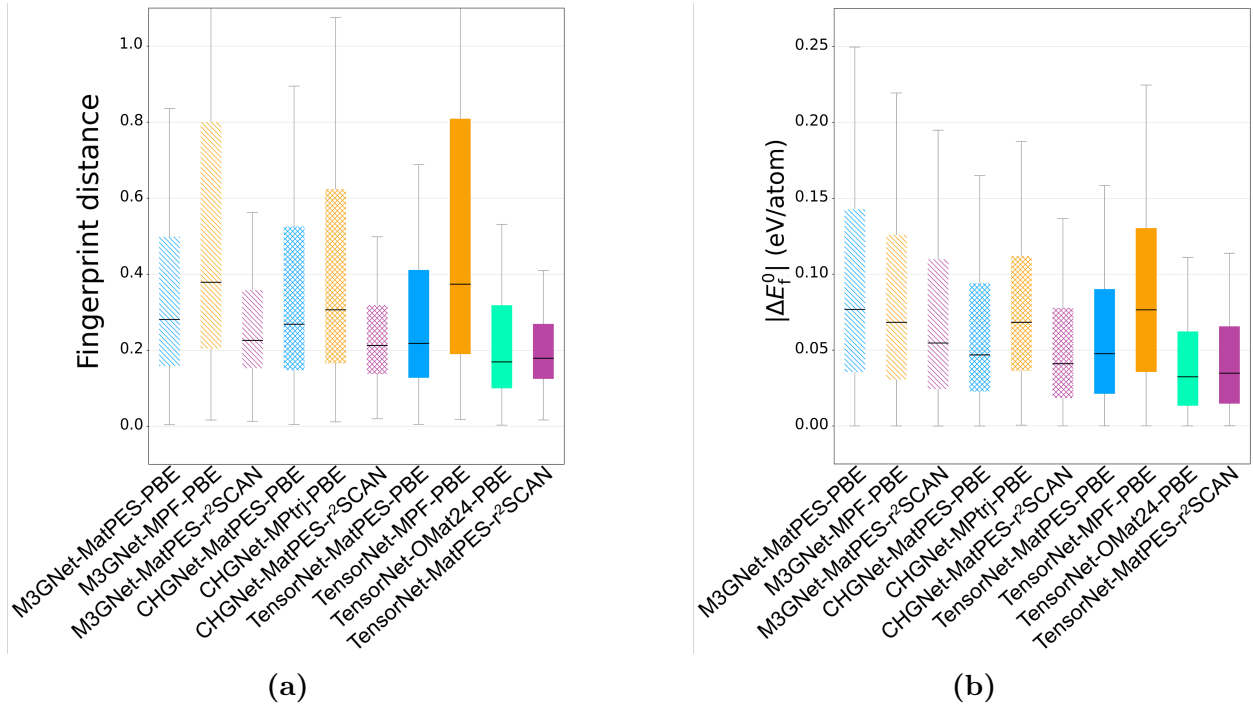 Fingerprint distance
1.0
0.8
0.6
0.4
0.2
0.0
M3GNet-MatPES-PBE
M3GNet-MPF-PBE
M3GNet-MatPES-r²SCAN
CHGNet-MatPES-PBE
CHGNet-MPtrj-PBE
CHGNet-MatPES-r²SCAN
TensorNet-MatPES-PBE
TensorNet-MPF-PBE
TensorNet-OMat24-PBE
TensorNet-MatPES-r²SCAN
(a)
|ΔE_f^0| (eV/atom)
0.25
0.20
0.15
0.10
0.05
0.00
M3GNet-MatPES-PBE
M3GNet-MPF-PBE
M3GNet-MatPES-r²SCAN
CHGNet-MatPES-PBE
CHGNet-MPtrj-PBE
CHGNet-MatPES-r²SCAN
TensorNet-MatPES-PBE
TensorNet-MPF-PBE
TensorNet-OMat24-PBE
TensorNet-MatPES-r²SCAN
(b)